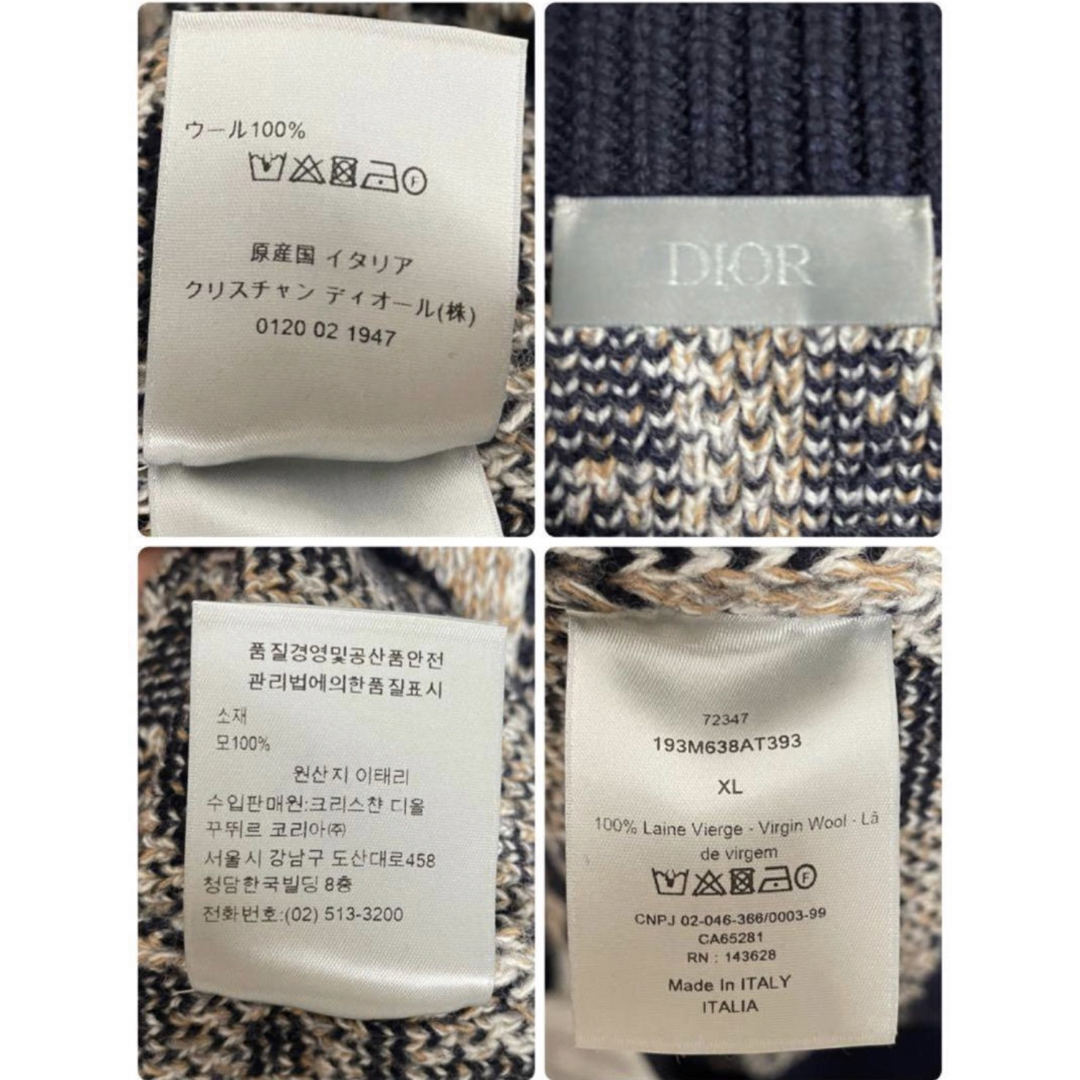 ウール100%
原産国 イタリア
クリスチャン ディオール(株)
0120 02 1947
DIOR
품질경영및공산품안전
관리법에의한품질표시
소재
모100%
원산지 이태리
수입판매원:크리스챤 디올
꾸뛰르 코리아㈜
서울시 강남구 도산대로458
청담한국빌딩 8층
전화번호:(02) 513-3200
72347
193M638AT393
XL
100% Laine Vierge - Virgin Wool - Lã
de virgem
F
CNPJ 02-046-366/0003-99
CA65281
RN : 143628
Made In ITALY
ITALIA